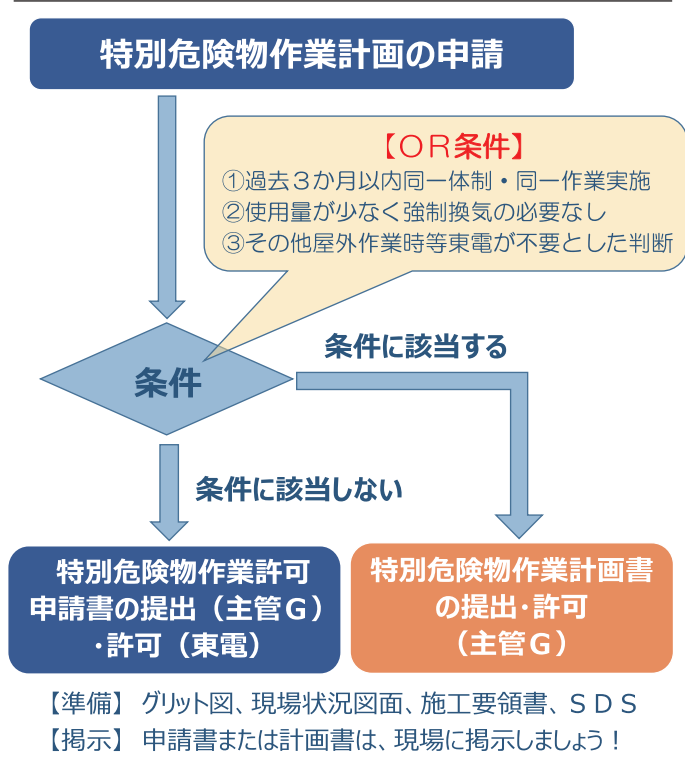 特別危険物作業計画の申請
【ＯＲ条件】
①過去３か月以内同一体制・同一作業実施
②使用量が少なく強制換気の必要なし
③その他屋外作業時等東電が不要とした判断
条件に該当する
条件
条件に該当しない
特別危険物作業許可
申請書の提出（主管Ｇ）
・許可（東電）
特別危険物作業計画書
の提出・許可
（主管Ｇ）
【準備】 グリット図、現場状況図面、施工要領書、ＳＤＳ
【掲示】 申請書または計画書は、現場に掲示しましょう！